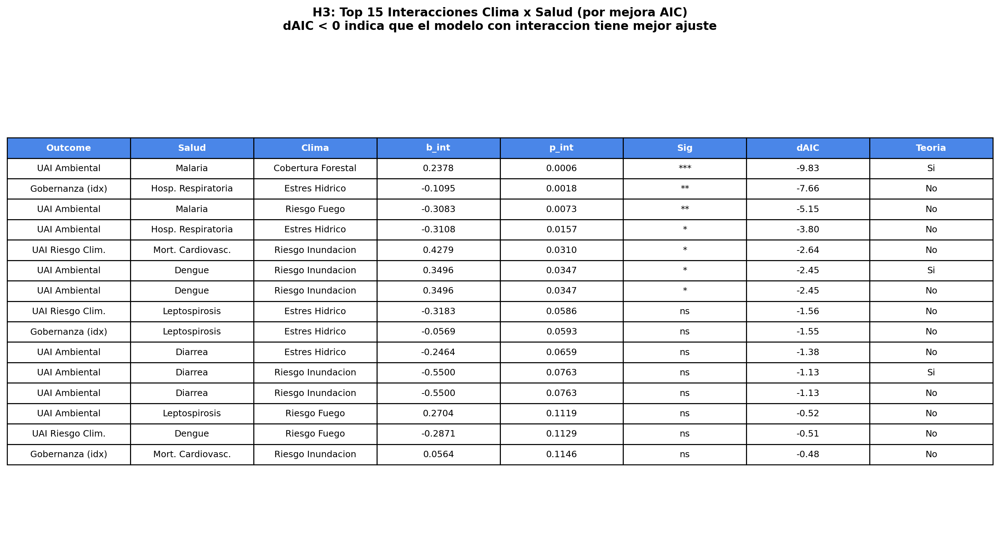 H3: Top 15 Interacciones Clima x Salud (por mejora AIC)
dAIC < 0 indica que el modelo con interaccion tiene mejor ajuste
Outcome Salud Clima b_int p_int Sig dAIC Teoria
UAI Ambiental Malaria Cobertura Forestal 0.2378 0.0006 *** -9.83 Si
Gobernanza (idx) Hosp. Respiratoria Estres Hidrico -0.1095 0.0018 ** -7.66 No
UAI Ambiental Malaria Riesgo Fuego -0.3083 0.0073 ** -5.15 No
UAI Ambiental Hosp. Respiratoria Estres Hidrico -0.3108 0.0157 * -3.80 No
UAI Riesgo Clim. Mort. Cardiovasc. Riesgo Inundacion 0.4279 0.0310 * -2.64 No
UAI Ambiental Dengue Riesgo Inundacion 0.3496 0.0347 * -2.45 Si
UAI Ambiental Dengue Riesgo Inundacion 0.3496 0.0347 * -2.45 No
UAI Riesgo Clim. Leptospirosis Estres Hidrico -0.3183 0.0586 ns -1.56 No
Gobernanza (idx) Leptospirosis Estres Hidrico -0.0569 0.0593 ns -1.55 No
UAI Ambiental Diarrea Estres Hidrico -0.2464 0.0659 ns -1.38 No
UAI Ambiental Diarrea Riesgo Inundacion -0.5500 0.0763 ns -1.13 Si
UAI Ambiental Diarrea Riesgo Inundacion -0.5500 0.0763 ns -1.13 No
UAI Ambiental Leptospirosis Riesgo Fuego 0.2704 0.1119 ns -0.52 No
UAI Riesgo Clim. Dengue Riesgo Fuego -0.2871 0.1129 ns -0.51 No
Gobernanza (idx) Mort. Cardiovasc. Riesgo Inundacion 0.0564 0.1146 ns -0.48 No